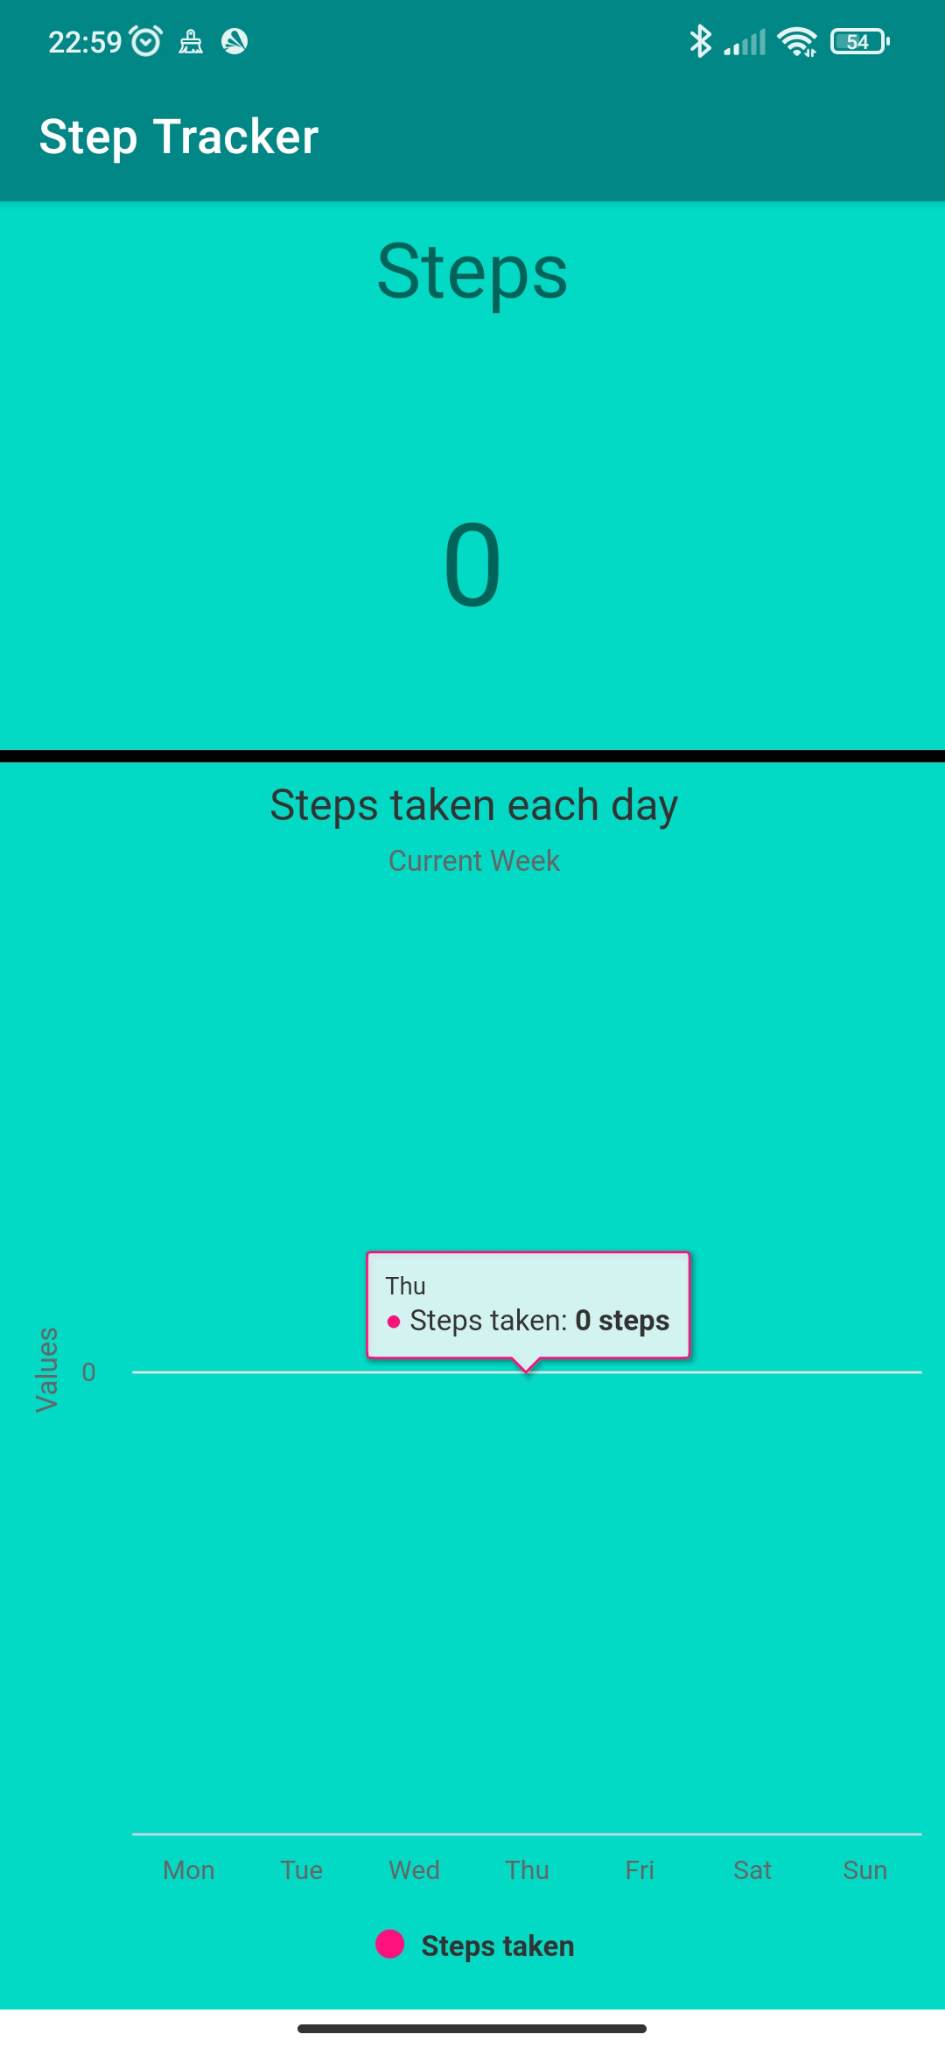 22:59 54
Step Tracker
Steps
0
Steps taken each day
Current Week
Thu
Steps taken: 0 steps
Values
0
Mon Tue Wed Thu Fri Sat Sun
Steps taken